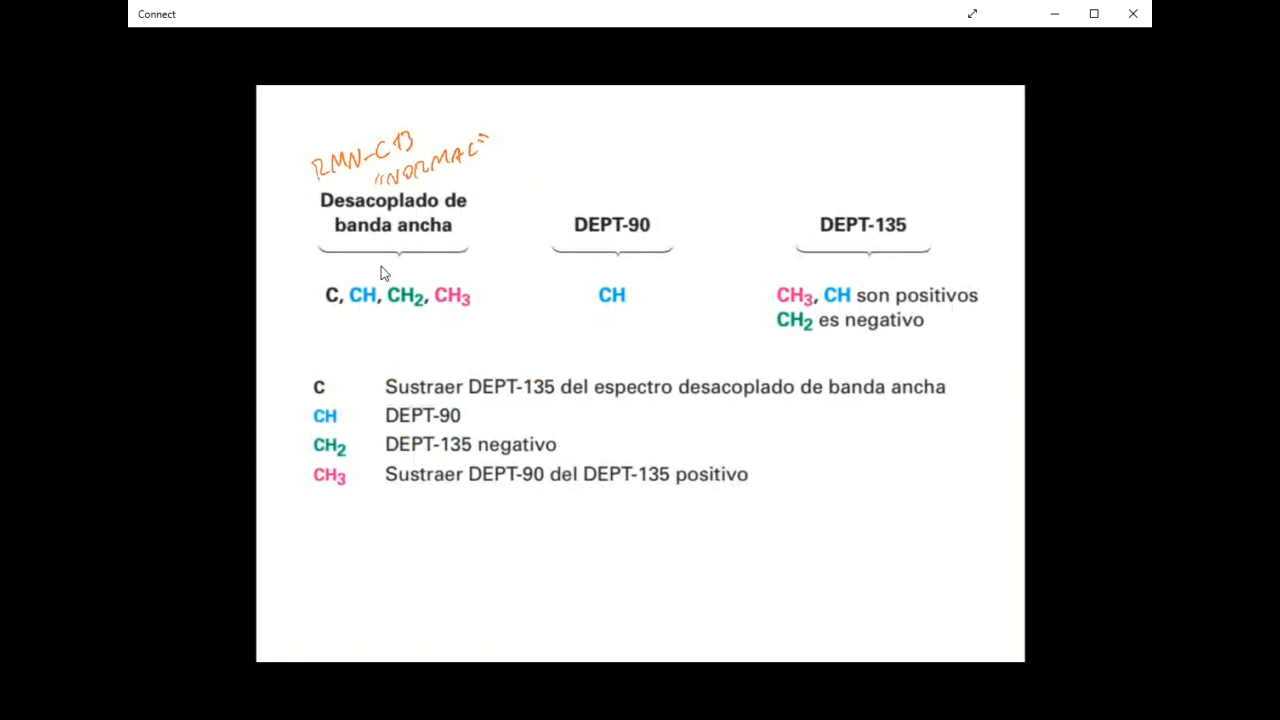 Connect
RMN-C13
"NORMAL"
Desacoplado de
banda ancha
DEPT-90
DEPT-135
C, CH, CH2, CH3
CH
CH3, CH son positivos
CH2 es negativo
C Sustraer DEPT-135 del espectro desacoplado de banda ancha
CH DEPT-90
CH2 DEPT-135 negativo
CH3 Sustraer DEPT-90 del DEPT-135 positivo